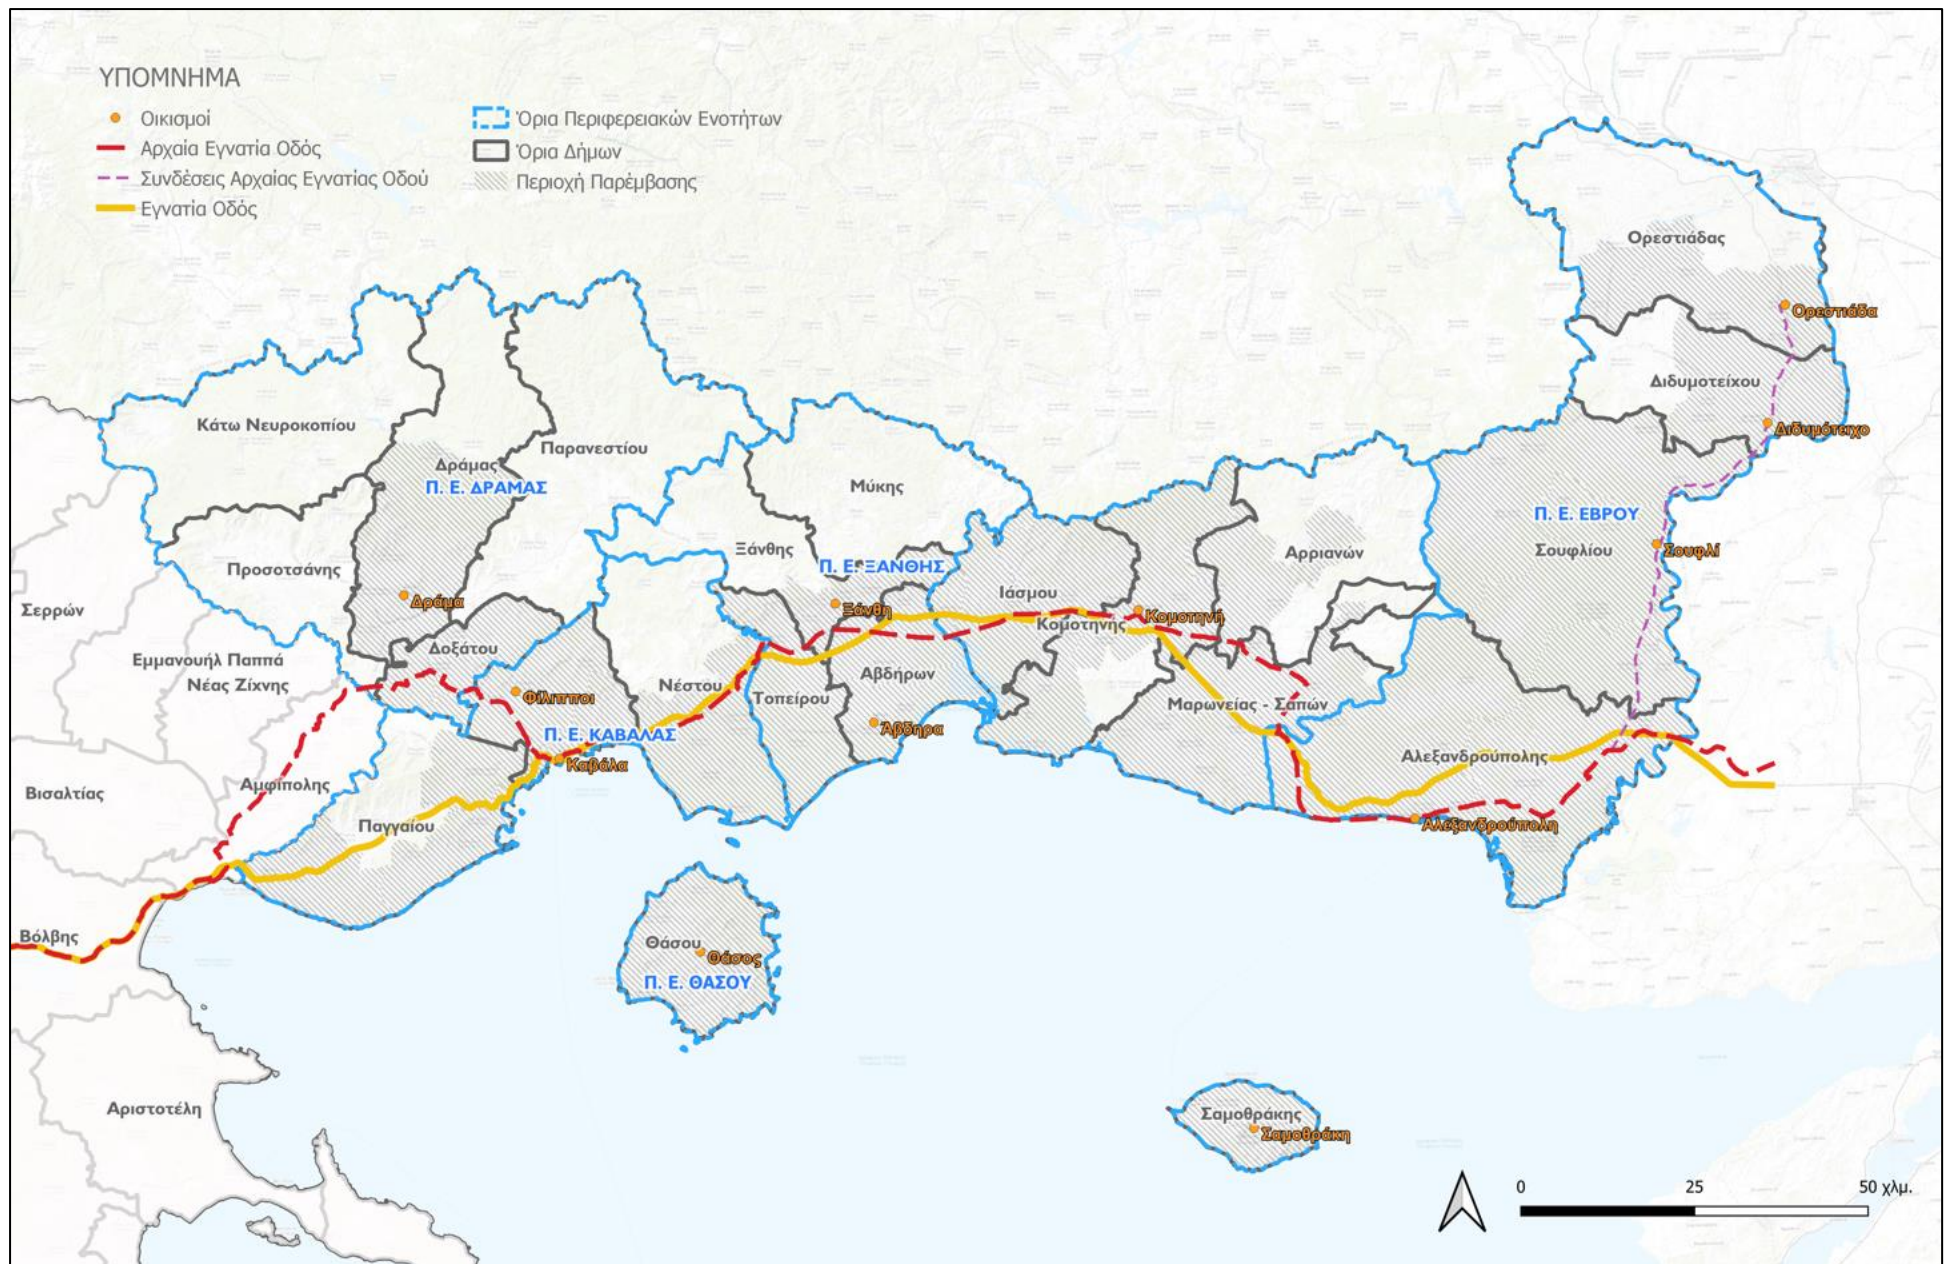 ΥΠΟΜΝΗΜΑ
Οικισμοί
Αρχαία Εγνατία Οδός
Συνδέσεις Αρχαίας Εγνατίας Οδού
Εγνατία Οδός
Όρια Περιφερειακών Ενοτήτων
Όρια Δήμων
Περιοχή Παρέμβασης
Ορεστιάδας
Ορεστιάδα
Διδυμοτείχου
Διδυμότειχο
Κάτω Νευροκοπίου
Παρανεστίου
Δράμας
Π. Ε. ΔΡΑΜΑΣ
Μύκης
Π. Ε. ΕΒΡΟΥ
Σουφλίου
Σουφλί
Ξάνθης
Π. Ε. ΞΑΝΘΗΣ
Αρριανών
Προσοτσάνης
Δράμα
Ιάσμου
Σερρών
Ξάνθη
Κομοτηνή
Κομοτηνής
Δοξάτου
Εμμανουήλ Παππά
Νέας Ζίχνης
Νέστου
Φίλιπποι
Τοπείρου
Αβδήρων
Μαρωνείας - Σαπών
Άβδηρα
Π. Ε. ΚΑΒΑΛΑΣ
Καβάλα
Αλεξανδρούπολης
Αμφίπολης
Βισαλτίας
Παγγαίου
Αλεξανδρούπολη
Βόλβης
Θάσου
Θάσος
Π. Ε. ΘΑΣΟΥ
Αριστοτέλη
Σαμοθράκης
Σαμοθράκη
0 25 50 χλμ.